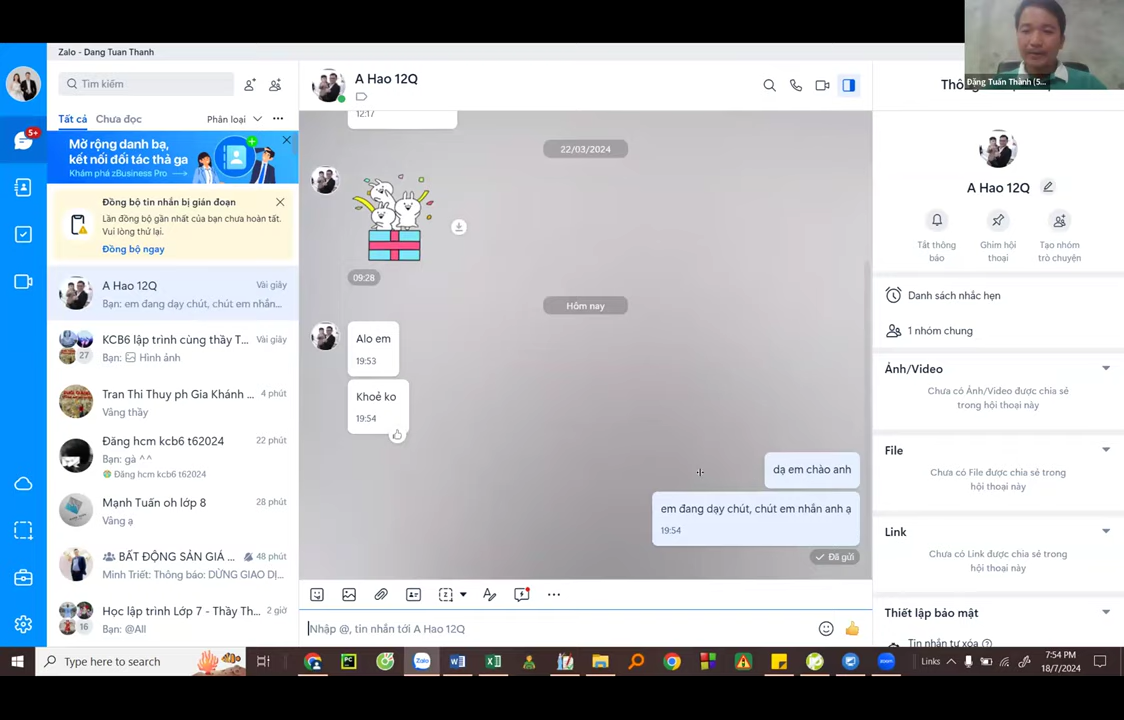 Zalo - Dang Tuan Thanh
Tìm kiếm
Tất cả
Chưa đọc
Phân loại
Mở rộng danh bạ,
kết nối đối tác thả ga
Khám phá zBusiness Pro.
Đồng bộ tin nhắn bị gián đoạn
Lần đồng bộ gần nhất của bạn chưa hoàn tất.
Vui lòng thử lại.
Đồng bộ ngay
5+
A Hao 12Q
Vài giây
Bạn: em đang dạy chút, chút em nhắn...
KCB6 lập trình cùng thầy T...
Vài giây
27
Bạn: Hình ảnh
Tran Thi Thuy ph Gia Khánh ...
4 phút
Vâng thầy
Đăng hcm kcb6 t62024
22 phút
Bạn: gà ^^
Đăng hcm kcb6 t62024
Mạnh Tuấn oh lớp 8
28 phút
Vâng ạ
BẤT ĐỘNG SẢN GIÁ ...
48 phút
Minh Triết: Thông báo: DỪNG GIAO DỊ...
Học lập trình Lớp 7 - Thầy Th...
2 giờ
16
Bạn: @All
A Hao 12Q
12:17
22/03/2024
09:28
Hôm nay
Alo em
19:53
Khoẻ ko
19:54
dạ em chào anh
em đang dạy chút, chút em nhắn anh ạ
19:54
Đã gửi
Nhập @, tin nhắn tới A Hao 12Q
Đặng Tuấn Thành (5...
A Hao 12Q
Tắt thông
báo
Ghim hội
thoại
Tạo nhóm
trò chuyện
Danh sách nhắc hẹn
1 nhóm chung
Ảnh/Video
Chưa có Ảnh/Video được chia sẻ
trong hội thoại này
File
Chưa có File được chia sẻ trong
hội thoại này
Link
Chưa có Link được chia sẻ trong
hội thoại này
Thiết lập bảo mật
Tin nhắn tự xóa
Type here to search
Links
7:54 PM
18/7/2024